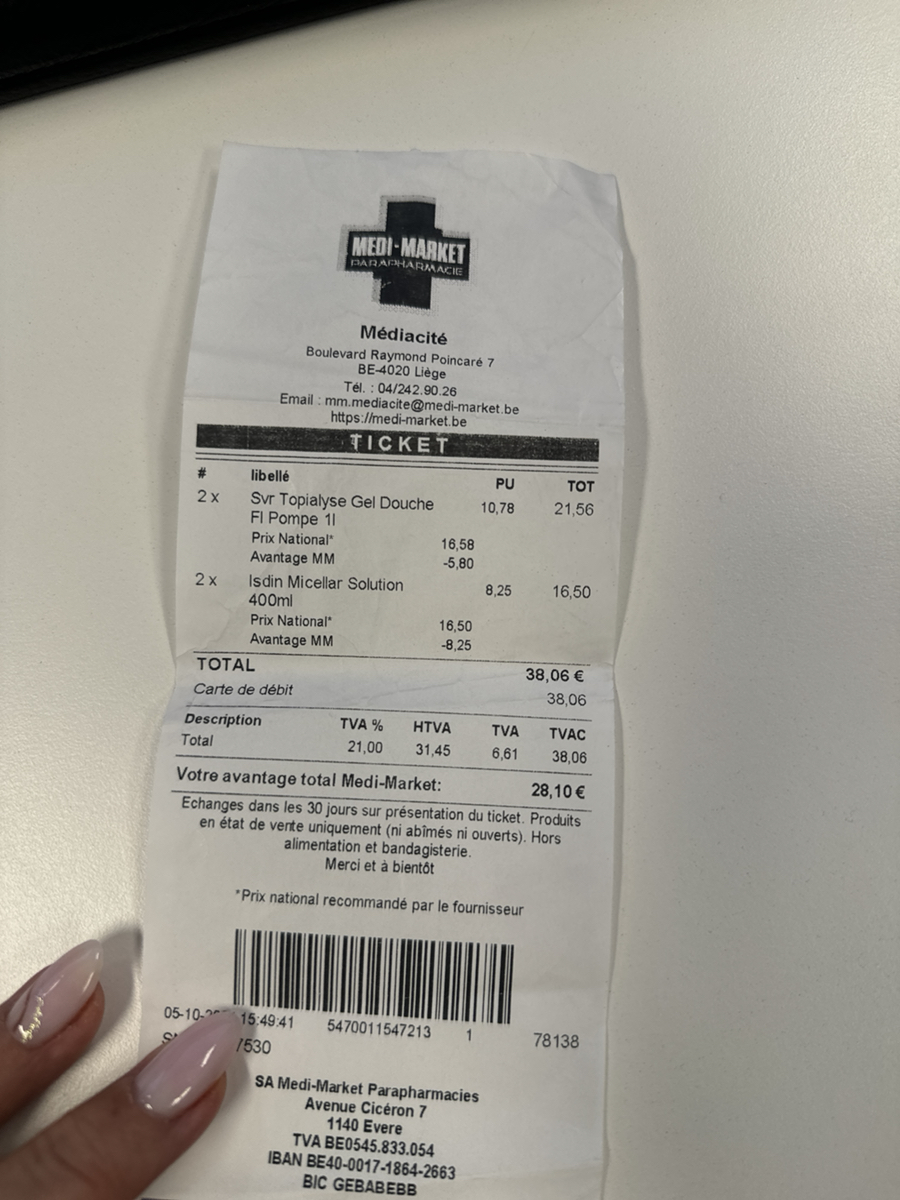 MEDI-MARKET
PARAPHARMACIE
Médiacité
Boulevard Raymond Poincaré 7
BE-4020 Liège
Tél. : 04/242.90.26
Email : mm.mediacite@medi-market.be
https://medi-market.be
TICKET
# libellé PU TOT
2 x Svr Topialyse Gel Douche 10,78 21,56
Fl Pompe 1l
Prix National* 16,58
Avantage MM -5,80
2 x Isdin Micellar Solution 8,25 16,50
400ml
Prix National* 16,50
Avantage MM -8,25
TOTAL 38,06 €
Carte de débit 38,06
Description TVA % HTVA TVA TVAC
Total 21,00 31,45 6,61 38,06
Votre avantage total Medi-Market: 28,10 €
Echanges dans les 30 jours sur présentation du ticket. Produits
en état de vente uniquement (ni abîmés ni ouverts). Hors
alimentation et bandagisterie.
Merci et à bientôt
*Prix national recommandé par le fournisseur
05-10- 15:49:41 5470011547213 1 78138
7530
SA Medi-Market Parapharmacies
Avenue Cicéron 7
1140 Evere
TVA BE0545.833.054
IBAN BE40-0017-1864-2663
BIC GEBABEBB